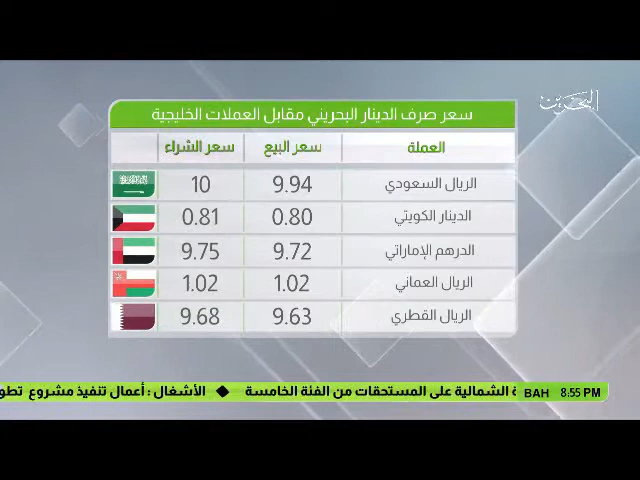 البحرين
سعر صرف الدينار البحريني مقابل العملات الخليجية
العملة سعر البيع سعر الشراء
الريال السعودي 9.94 10
الدينار الكويتي 0.80 0.81
الدرهم الإماراتي 9.72 9.75
الريال العماني 1.02 1.02
الريال القطري 9.63 9.68
8:55 PM BAH ة الشمالية على المستحقات من الفئة الخامسة ◆ الأشغال : أعمال تنفيذ مشروع تطو